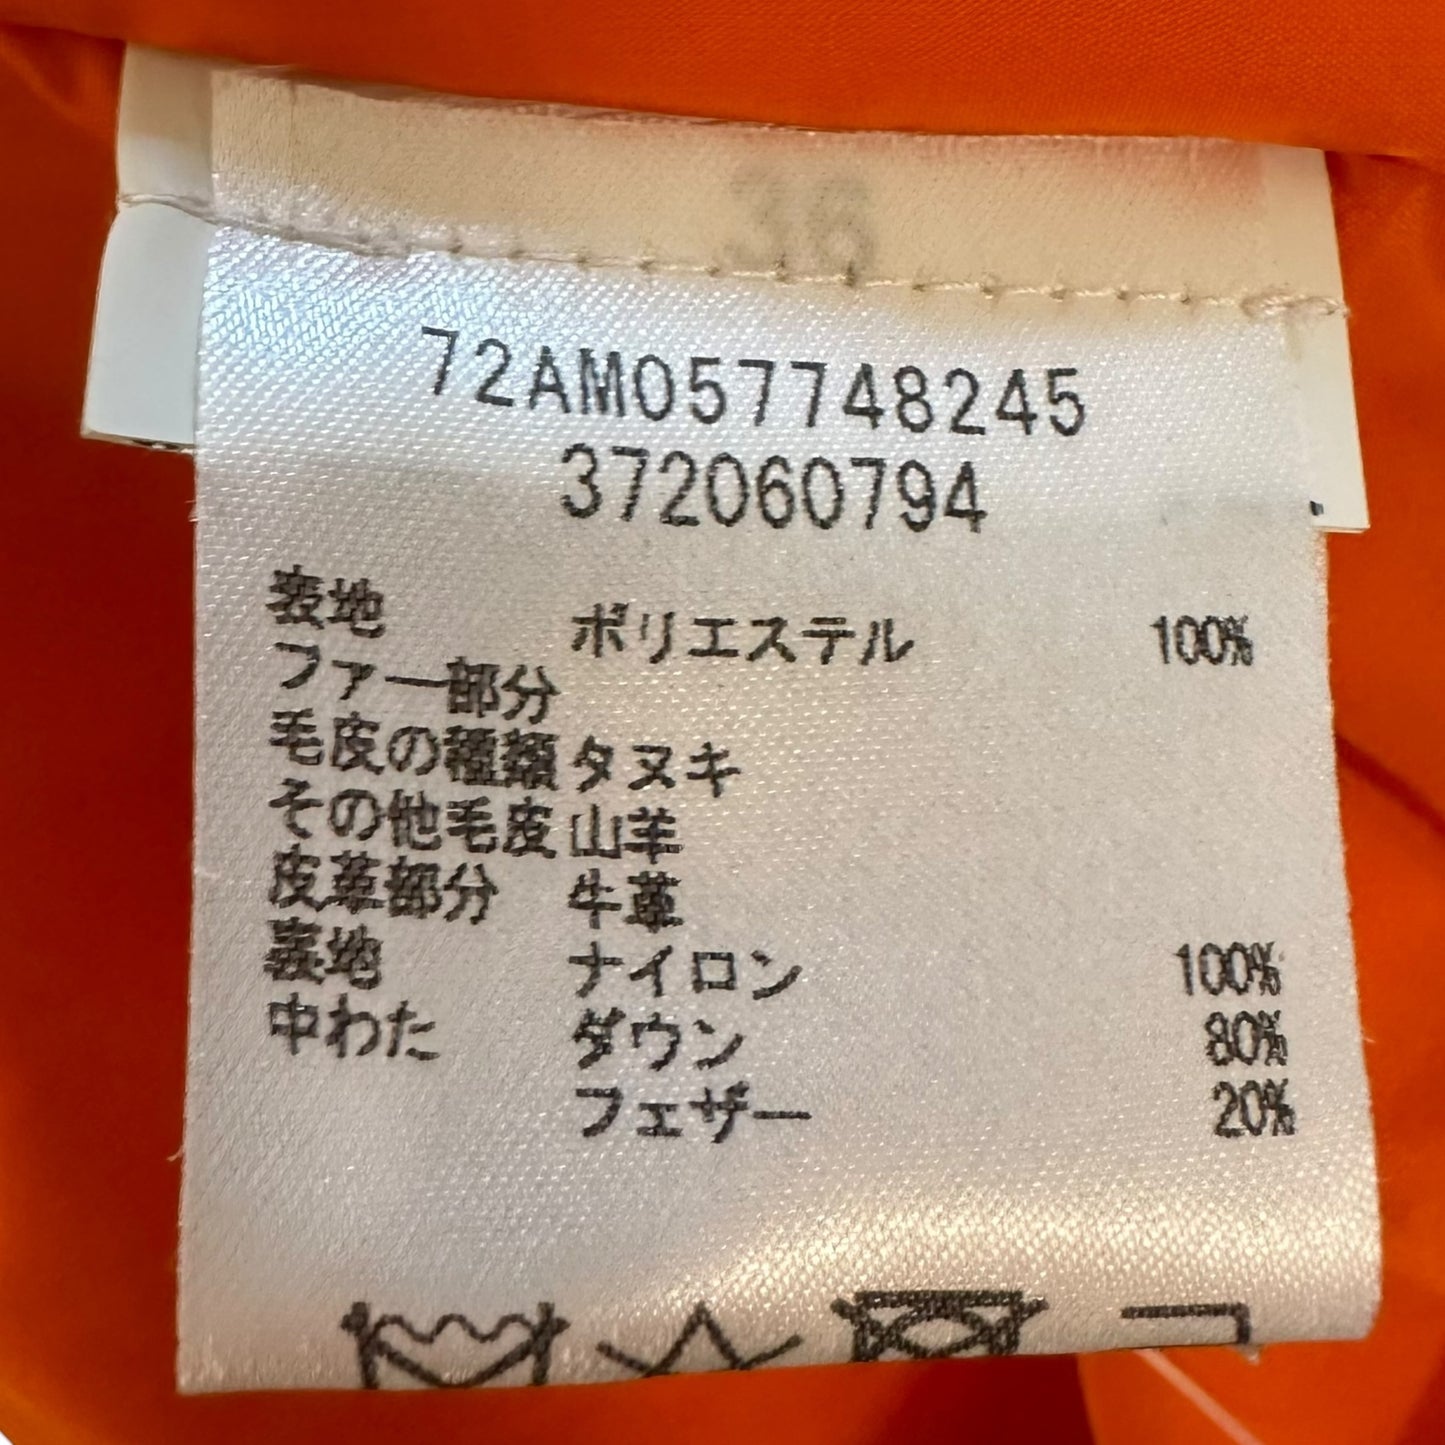 36
72AM057748245
372060794
表地 ポリエステル 100%
ファー部分
毛皮の種類 タヌキ
その他毛皮 山羊
皮革部分 牛革
裏地 ナイロン 100%
中わた ダウン 80%
フェザー 20%